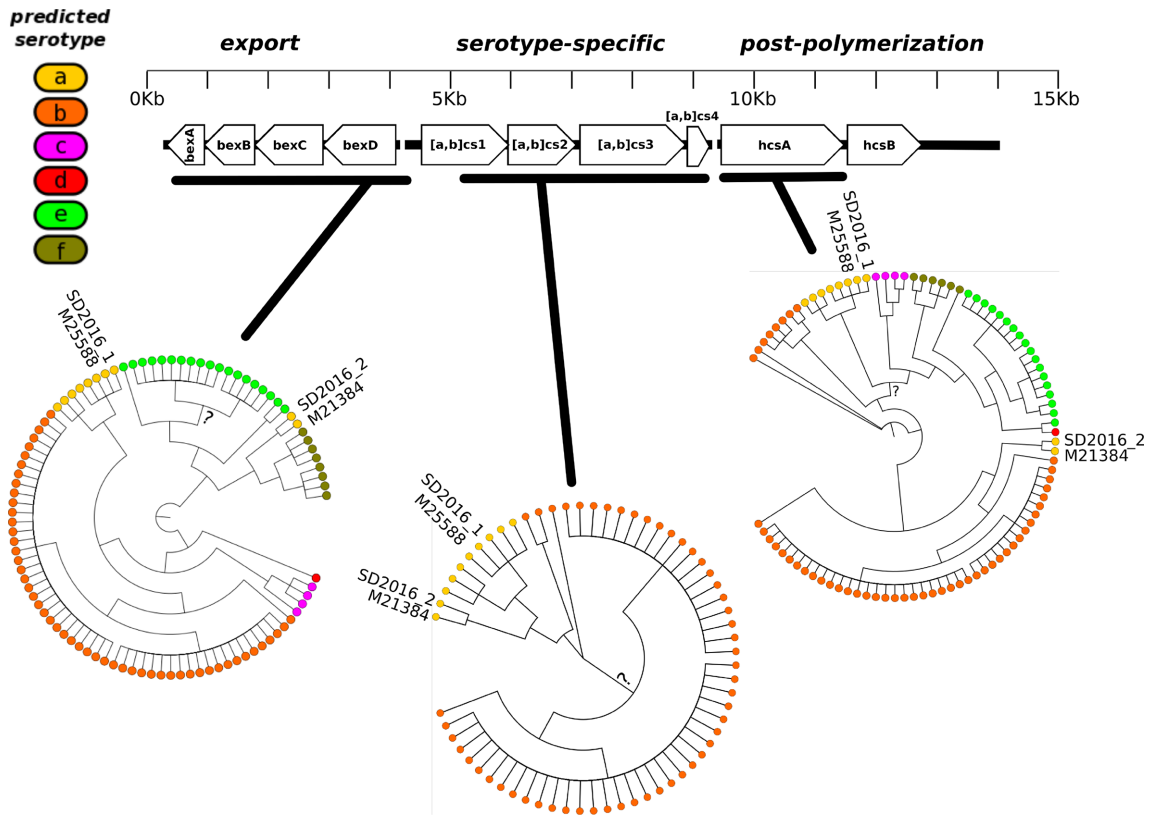 predicted
serotype
a
b
c
d
e
f
export
serotype-specific
post-polymerization
0Kb
5Kb
10Kb
15Kb
bexA
bexB
bexC
bexD
[a,b]cs1
[a,b]cs2
[a,b]cs3
[a,b]cs4
hcsA
hcsB
SD2016_1
M25588
?
SD2016_2
M21384
SD2016_1
M25588
SD2016_2
M21384
?
SD2016_1
M25588
?
SD2016_2
M21384